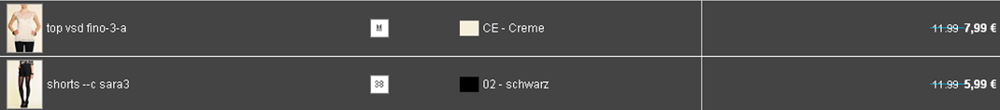 top vsd fino-3-a M CE - Creme 11.99 7,99 €
shorts --c sara3 38 02 - schwarz 11.99 5,99 €